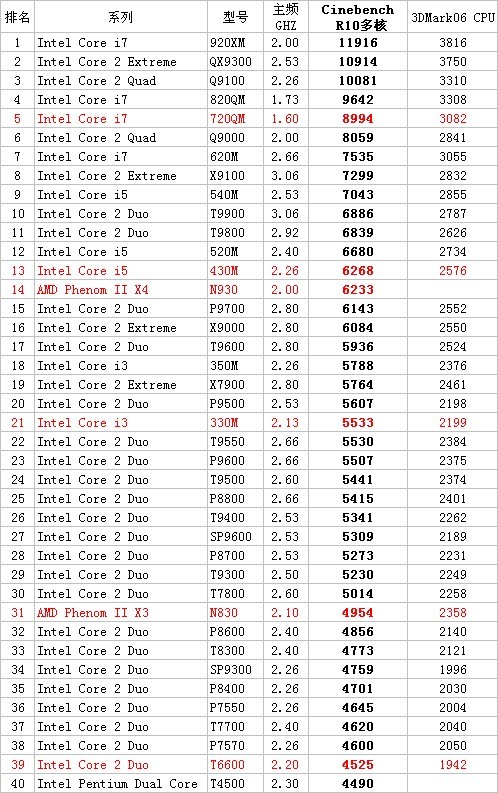 排名 系列 型号 主频GHZ Cinebench R10多核 3DMark06 CPU
1 Intel Core i7 920XM 2.00 11916 3816
2 Intel Core 2 Extreme QX9300 2.53 10914 3750
3 Intel Core 2 Quad Q9100 2.26 10081 3310
4 Intel Core i7 820QM 1.73 9642 3308
5 Intel Core i7 720QM 1.60 8994 3082
6 Intel Core 2 Quad Q9000 2.00 8059 2841
7 Intel Core i7 620M 2.66 7535 3055
8 Intel Core 2 Extreme X9100 3.06 7299 2832
9 Intel Core i5 540M 2.53 7043 2855
10 Intel Core 2 Duo T9900 3.06 6886 2787
11 Intel Core 2 Duo T9800 2.92 6839 2626
12 Intel Core i5 520M 2.40 6680 2734
13 Intel Core i5 430M 2.26 6268 2576
14 AMD Phenom II X4 N930 2.00 6233
15 Intel Core 2 Duo P9700 2.80 6143 2552
16 Intel Core 2 Extreme X9000 2.80 6084 2550
17 Intel Core 2 Duo T9600 2.80 5936 2524
18 Intel Core i3 350M 2.26 5788 2376
19 Intel Core 2 Extreme X7900 2.80 5764 2461
20 Intel Core 2 Duo P9500 2.53 5607 2198
21 Intel Core i3 330M 2.13 5533 2199
22 Intel Core 2 Duo T9550 2.66 5530 2384
23 Intel Core 2 Duo P9600 2.66 5507 2375
24 Intel Core 2 Duo T9500 2.60 5441 2374
25 Intel Core 2 Duo P8800 2.66 5415 2401
26 Intel Core 2 Duo T9400 2.53 5341 2262
27 Intel Core 2 Duo SP9600 2.53 5309 2189
28 Intel Core 2 Duo P8700 2.53 5273 2231
29 Intel Core 2 Duo T9300 2.50 5230 2249
30 Intel Core 2 Duo T7800 2.60 5014 2258
31 AMD Phenom II X3 N830 2.10 4954 2358
32 Intel Core 2 Duo P8600 2.40 4856 2140
33 Intel Core 2 Duo T8300 2.40 4773 2121
34 Intel Core 2 Duo SP9300 2.26 4759 1996
35 Intel Core 2 Duo P8400 2.26 4701 2030
36 Intel Core 2 Duo P7550 2.26 4645 2004
37 Intel Core 2 Duo T7700 2.40 4620 2040
38 Intel Core 2 Duo P7570 2.26 4600 2050
39 Intel Core 2 Duo T6600 2.20 4525 1942
40 Intel Pentium Dual Core T4500 2.30 4490